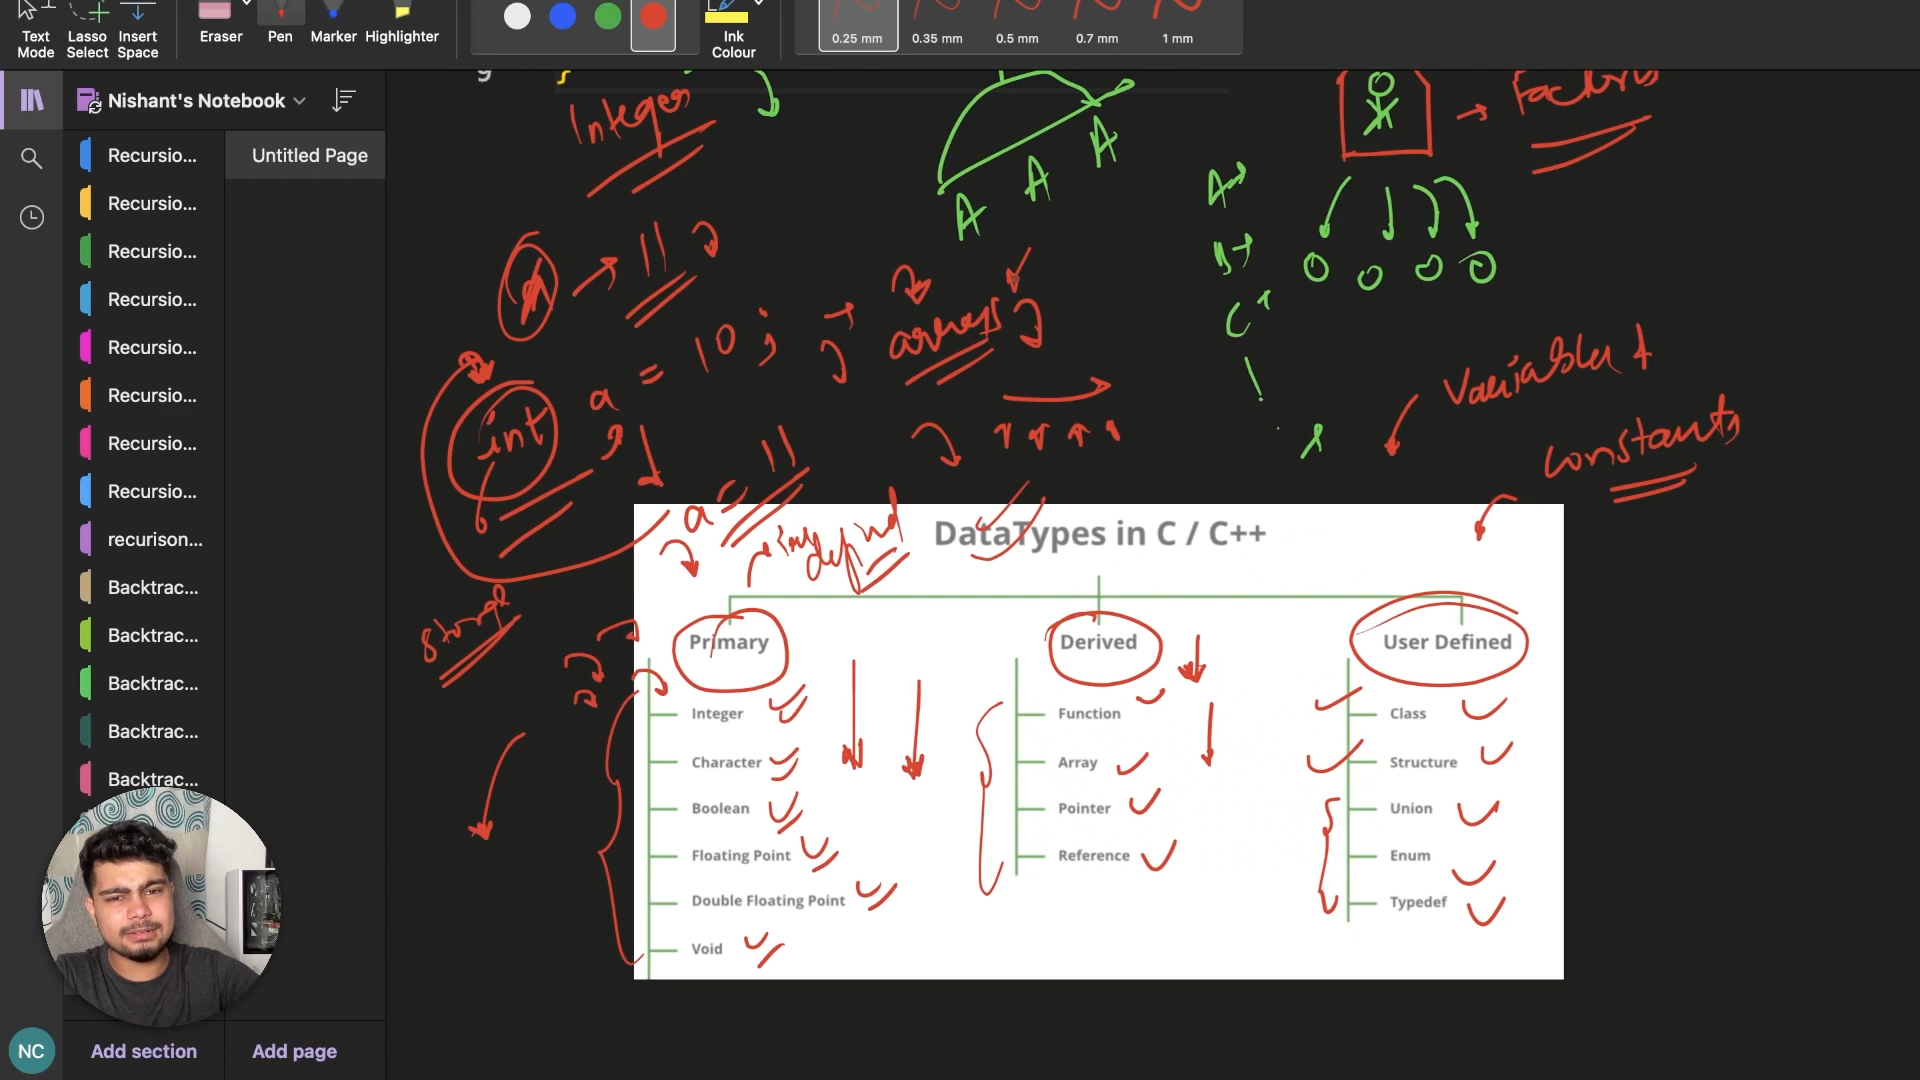 Text Mode
Lasso Select
Insert Space
Eraser
Pen
Marker
Highlighter
Ink Colour
0.25 mm
0.35 mm
0.5 mm
0.7 mm
1 mm
Nishant's Notebook
Untitled Page
Recursio...
Recursio...
Recursio...
Recursio...
Recursio...
Recursio...
Recursio...
Recursio...
recurison...
Backtrac...
Backtrac...
Backtrac...
Backtrac...
Backtrac...
NC
Add section
Add page
9
}
Integer
A A A
A
B
C
11
int a = 10;
arrays
a = 11
Variable &
Constants
DataTypes in C / C++
Primary
Integer
Character
Boolean
Floating Point
Double Floating Point
Void
Derived
Function
Array
Pointer
Reference
User Defined
Class
Structure
Union
Enum
Typedef